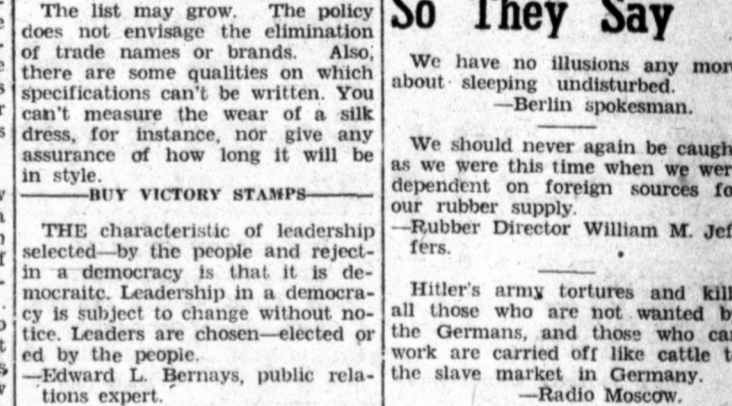 The list may grow. The policy
does not envisage the elimination
of trade names or brands. Also,
there are some qualities on which
specifications can't be written. You
can't measure the wear of a silk
dress, for instance, nor give any
assurance of how long it will be
in style.
BUY VICTORY STAMPS
THE characteristic of leadership
selected—by the people and reject-
in a democracy is that it is de-
mocraitc. Leadership in a democra-
cy is subject to change without no-
tice. Leaders are chosen—elected or
ed by the people.
—Edward L. Bernays, public rela-
tions expert.
So They Say
We have no illusions any mor
about sleeping undisturbed.
—Berlin spokesman.
We should never again be caugh
as we were this time when we wer
dependent on foreign sources fo
our rubber supply.
—Rubber Director William M. Jef
fers.
Hitler's army tortures and kill
all those who are not wanted b
the Germans, and those who ca
work are carried off like cattle t
the slave market in Germany.
—Radio Moscow.